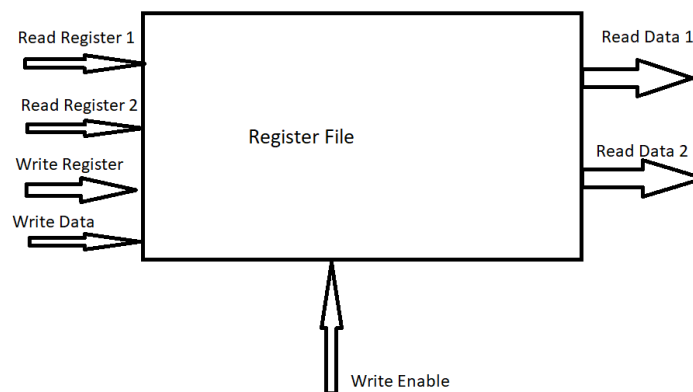 Read Register 1
Read Data 1
Read Register 2
Register File
Read Data 2
Write Register
Write Data
Write Enable